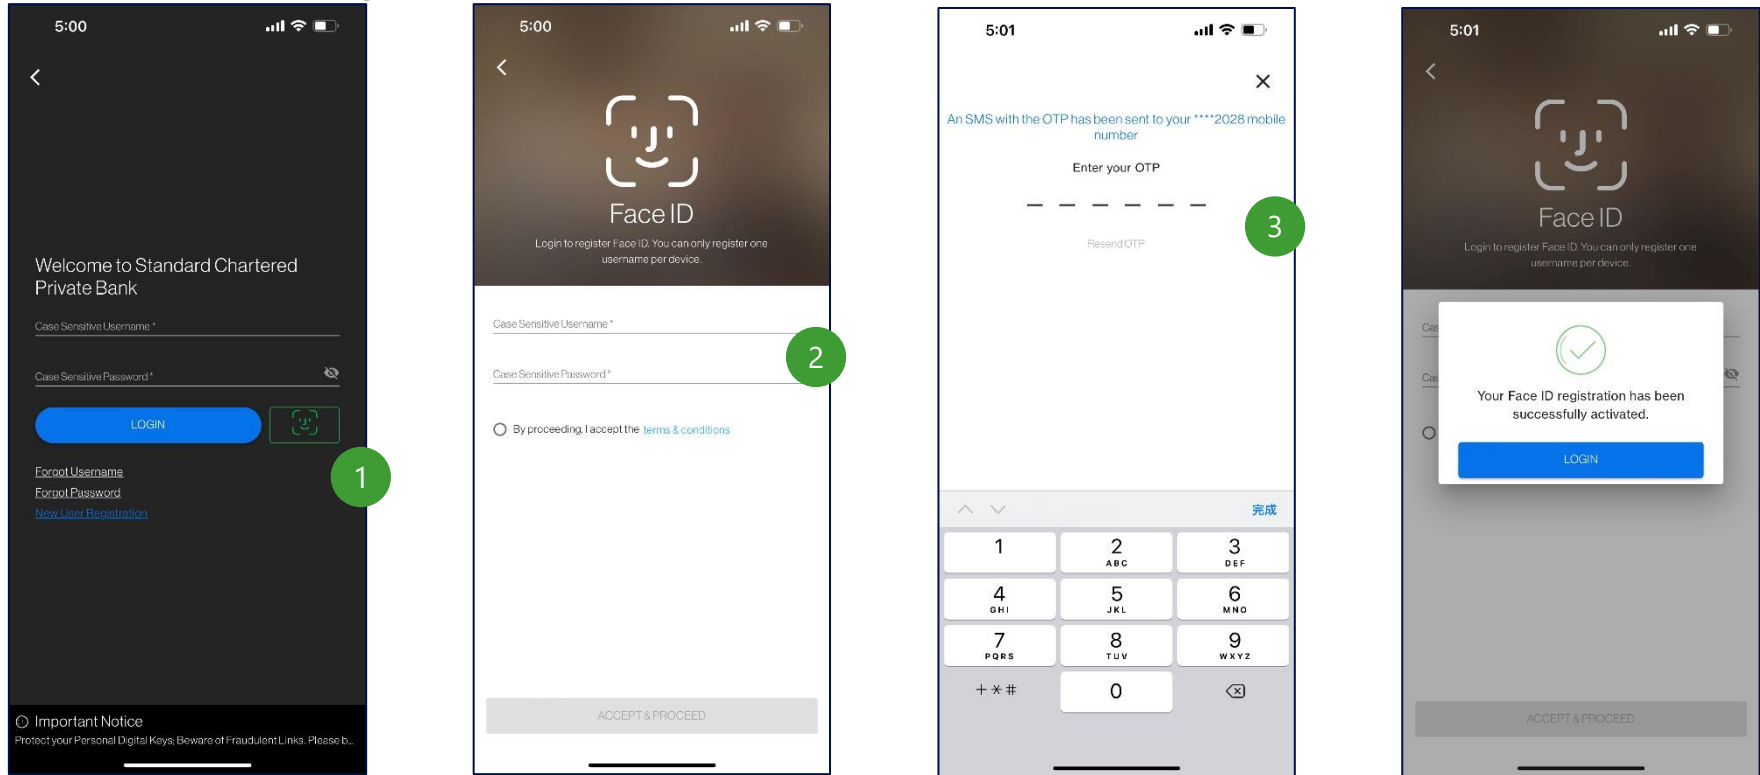 5:00
Welcome to Standard Chartered
Private Bank
Case Sensitive Username *
Case Sensitive Password *
LOGIN
Forgot Username
Forgot Password
New User Registration
1
Important Notice
Protect your Personal Digital Keys; Beware of Fraudulent Links. Please b...
5:00
Face ID
Login to register Face ID. You can only register one
username per device.
Case Sensitive Username *
2
Case Sensitive Password *
By proceeding, I accept the terms & conditions
ACCEPT & PROCEED
5:01
An SMS with the OTP has been sent to your ****2028 mobile
number
Enter your OTP
3
Resend OTP
完成
1
2
ABC
3
DEF
4
GHI
5
JKL
6
MNO
7
PQRS
8
TUV
9
WXYZ
+*#
0
5:01
Face ID
Login to register Face ID. You can only register one
username per device.
Cas
Cas
Your Face ID registration has been
successfully activated.
LOGIN
ACCEPT & PROCEED